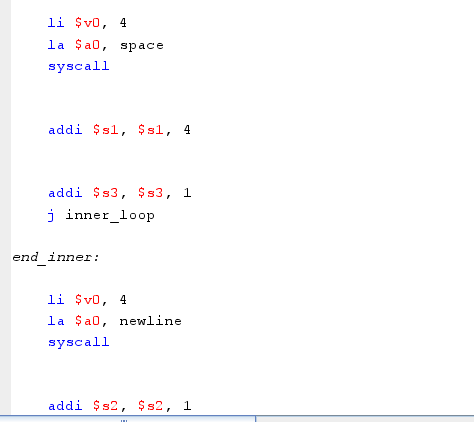 li $v0, 4
la $a0, space
syscall
addi $s1, $s1, 4
addi $s3, $s3, 1
j inner_loop
end_inner:
li $v0, 4
la $a0, newline
syscall
addi $s2, $s2, 1